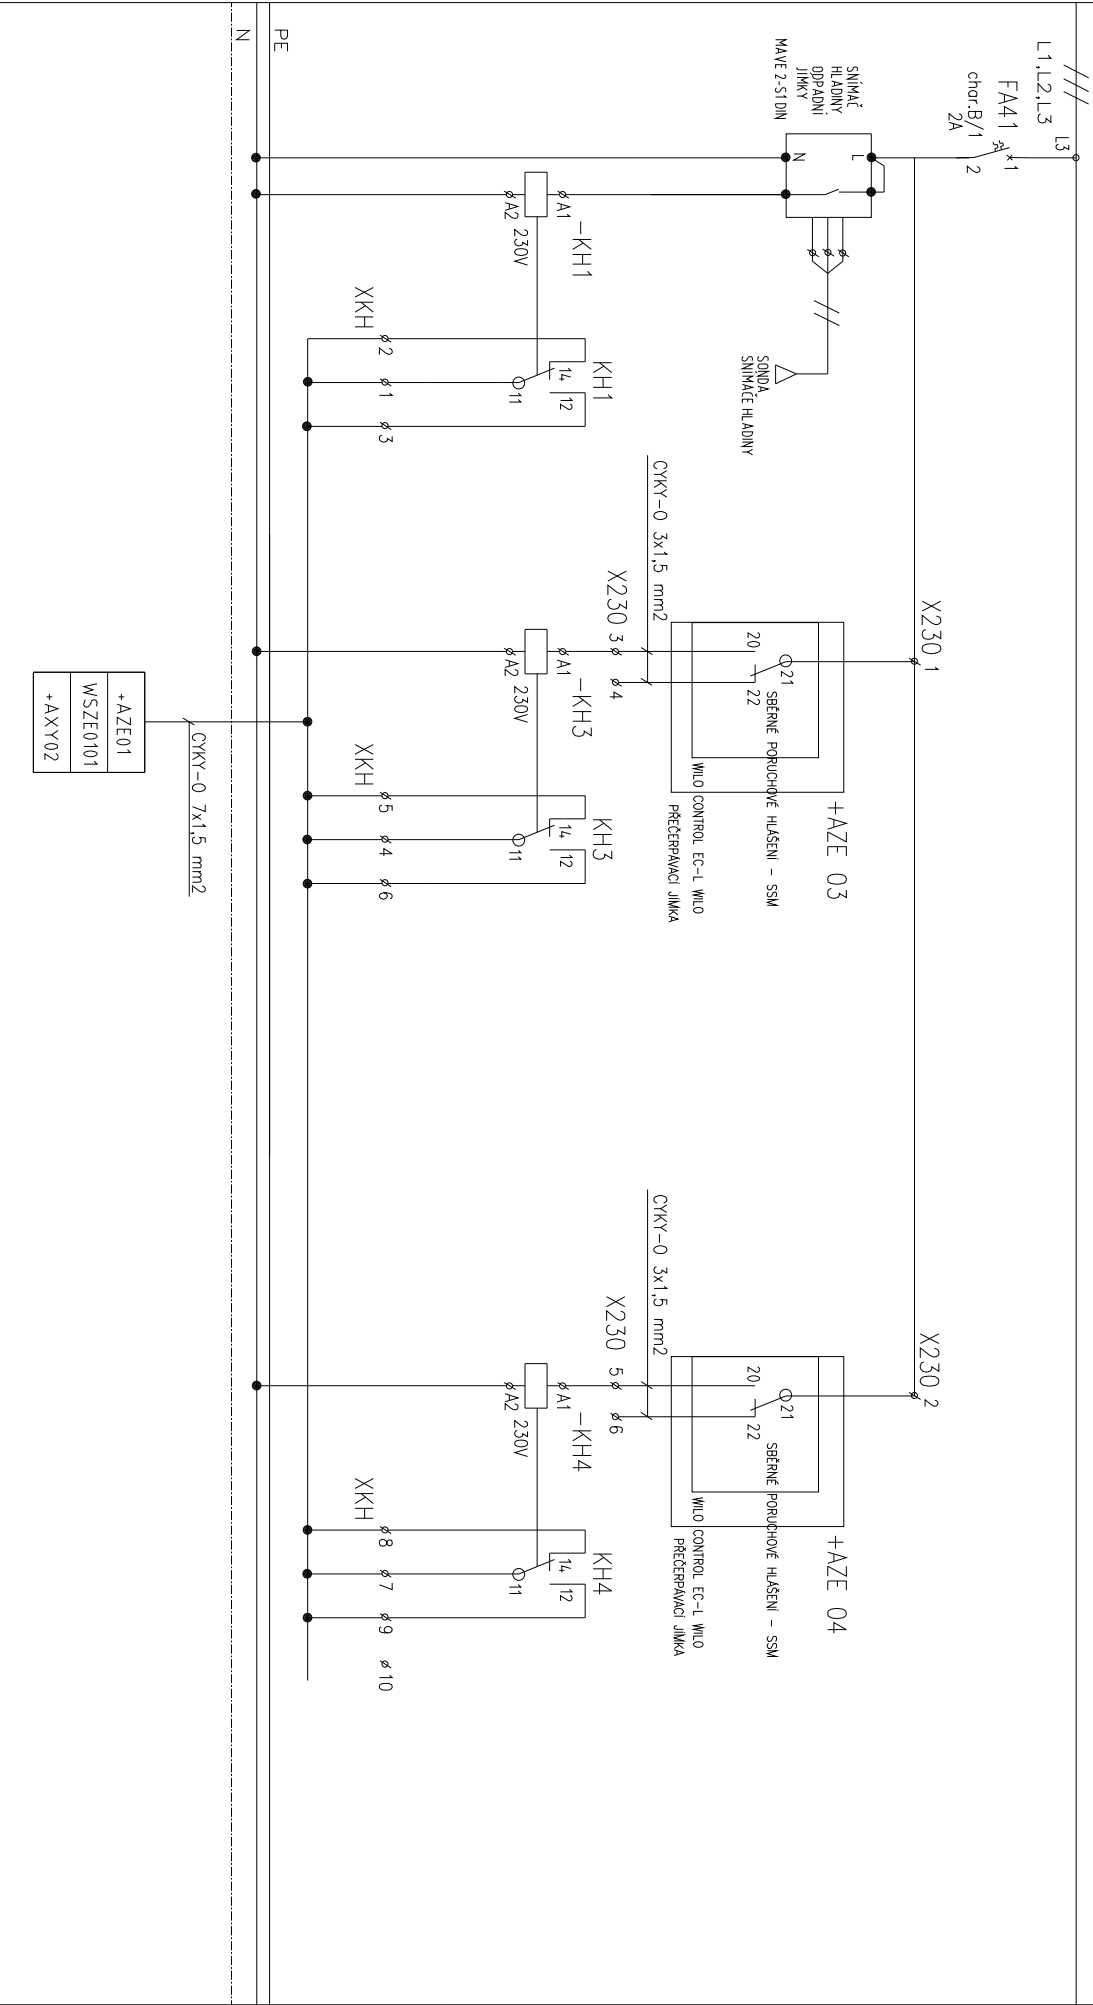 L1,L2,L3
L3
FA41
1
2
char.B/1
2A
SNÍMAČ
HLADINY
ODPADNÍ
JÍMKY
MAVE 2-S1 DIN
L
N
SONDA
SNÍMAČE HLADINY
-KH1
A1
A2
230V
KH1
14
12
11
XKH
2
1
3
X230
1
+AZE 03
20
21
22
SBĚRNÉ PORUCHOVÉ HLÁŠENÍ - SSM
WILO CONTROL EC-L WILO
PŘEČERPÁVACÍ JÍMKA
CYKY-O 3x1,5 mm2
X230
3
4
-KH3
A1
A2
230V
KH3
14
12
11
XKH
5
4
6
X230
2
+AZE 04
20
21
22
SBĚRNÉ PORUCHOVÉ HLÁŠENÍ - SSM
WILO CONTROL EC-L WILO
PŘEČERPÁVACÍ JÍMKA
CYKY-O 3x1,5 mm2
X230
5
6
-KH4
A1
A2
230V
KH4
14
12
11
XKH
8
7
9
10
PE
N
CYKY-O 7x1,5 mm2
+AZE01
WSZE0101
+AXY02